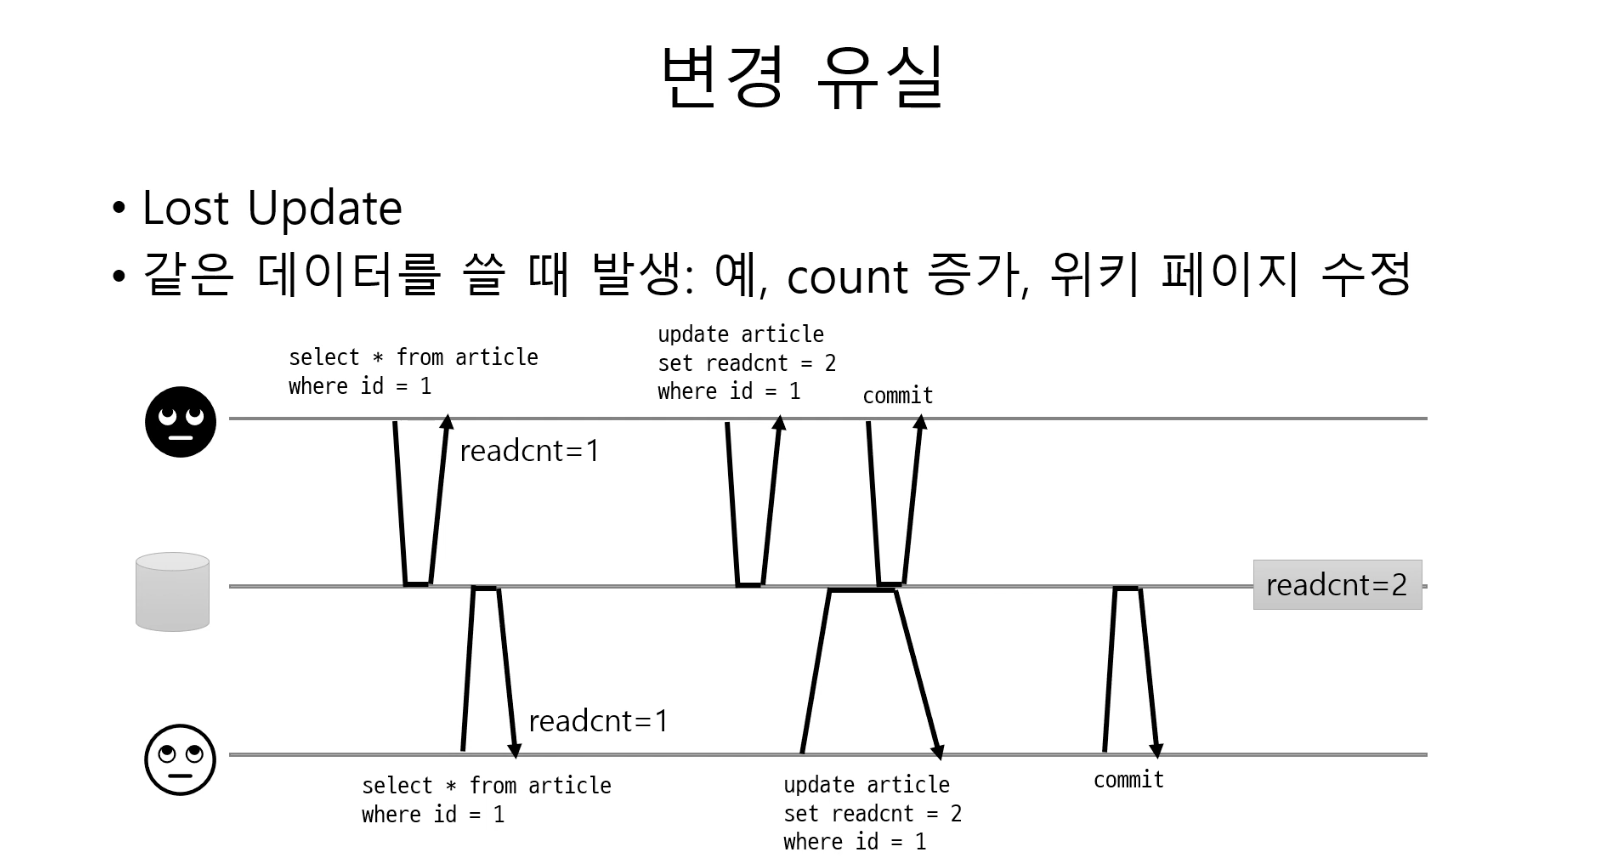 변경 유실
• Lost Update
• 같은 데이터를 쓸 때 발생: 예, count 증가, 위키 페이지 수정
select * from article
where id = 1
update article
set readcnt = 2
where id = 1
commit
readcnt=1
readcnt=2
readcnt=1
select * from article
where id = 1
update article
set readcnt = 2
where id = 1
commit